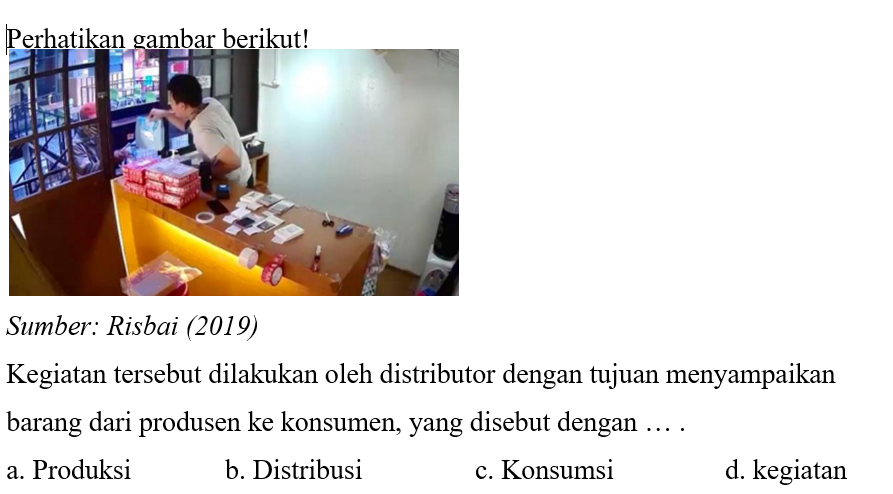 Perhatikan gambar berikut!
Sumber: Risbai (2019)
Kegiatan tersebut dilakukan oleh distributor dengan tujuan menyampaikan
barang dari produsen ke konsumen, yang disebut dengan … .
a. Produksi b. Distribusi c. Konsumsi d. kegiatan